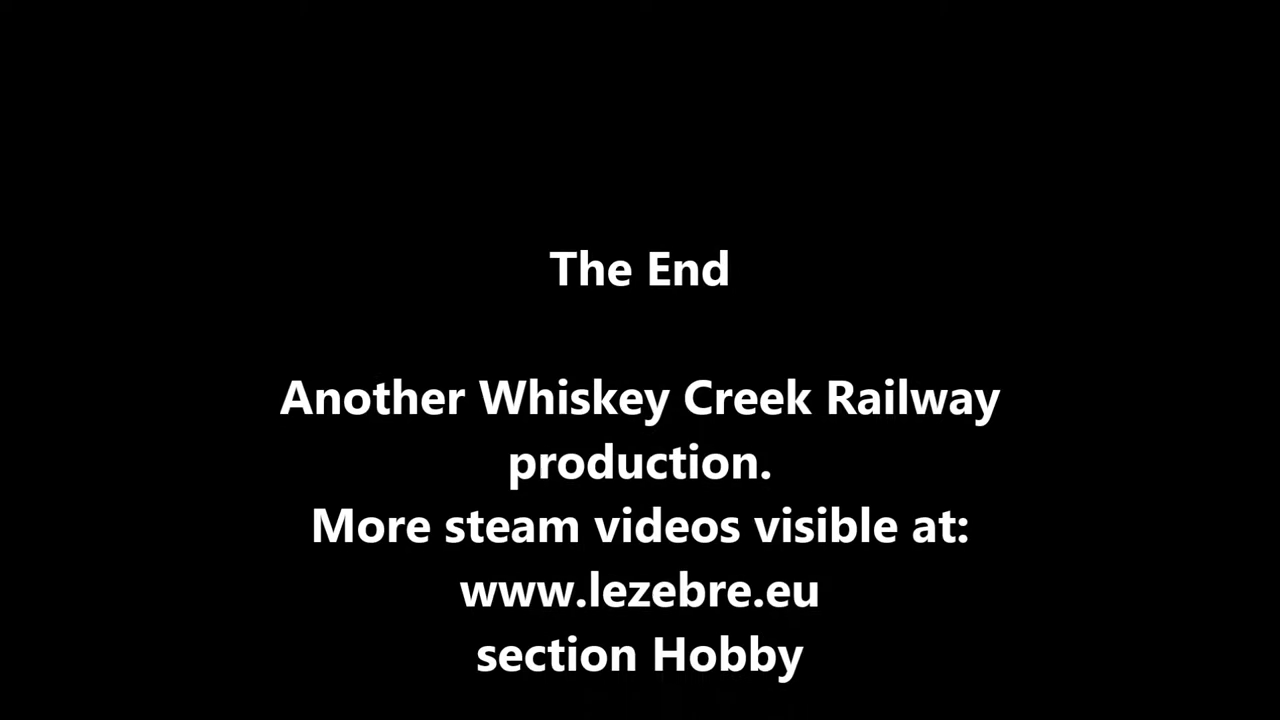 The End
Another Whiskey Creek Railway
production.
More steam videos visible at:
www.lezebre.eu
section Hobby